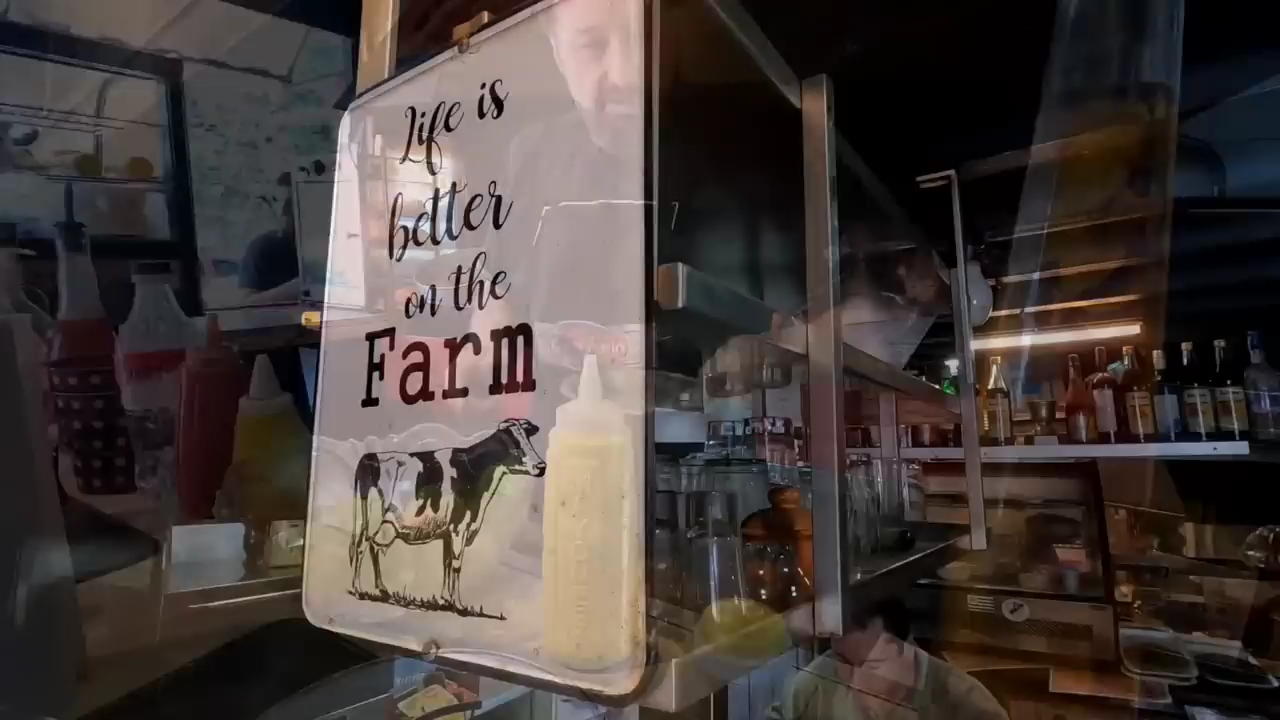 Life is
better
on the
Farm